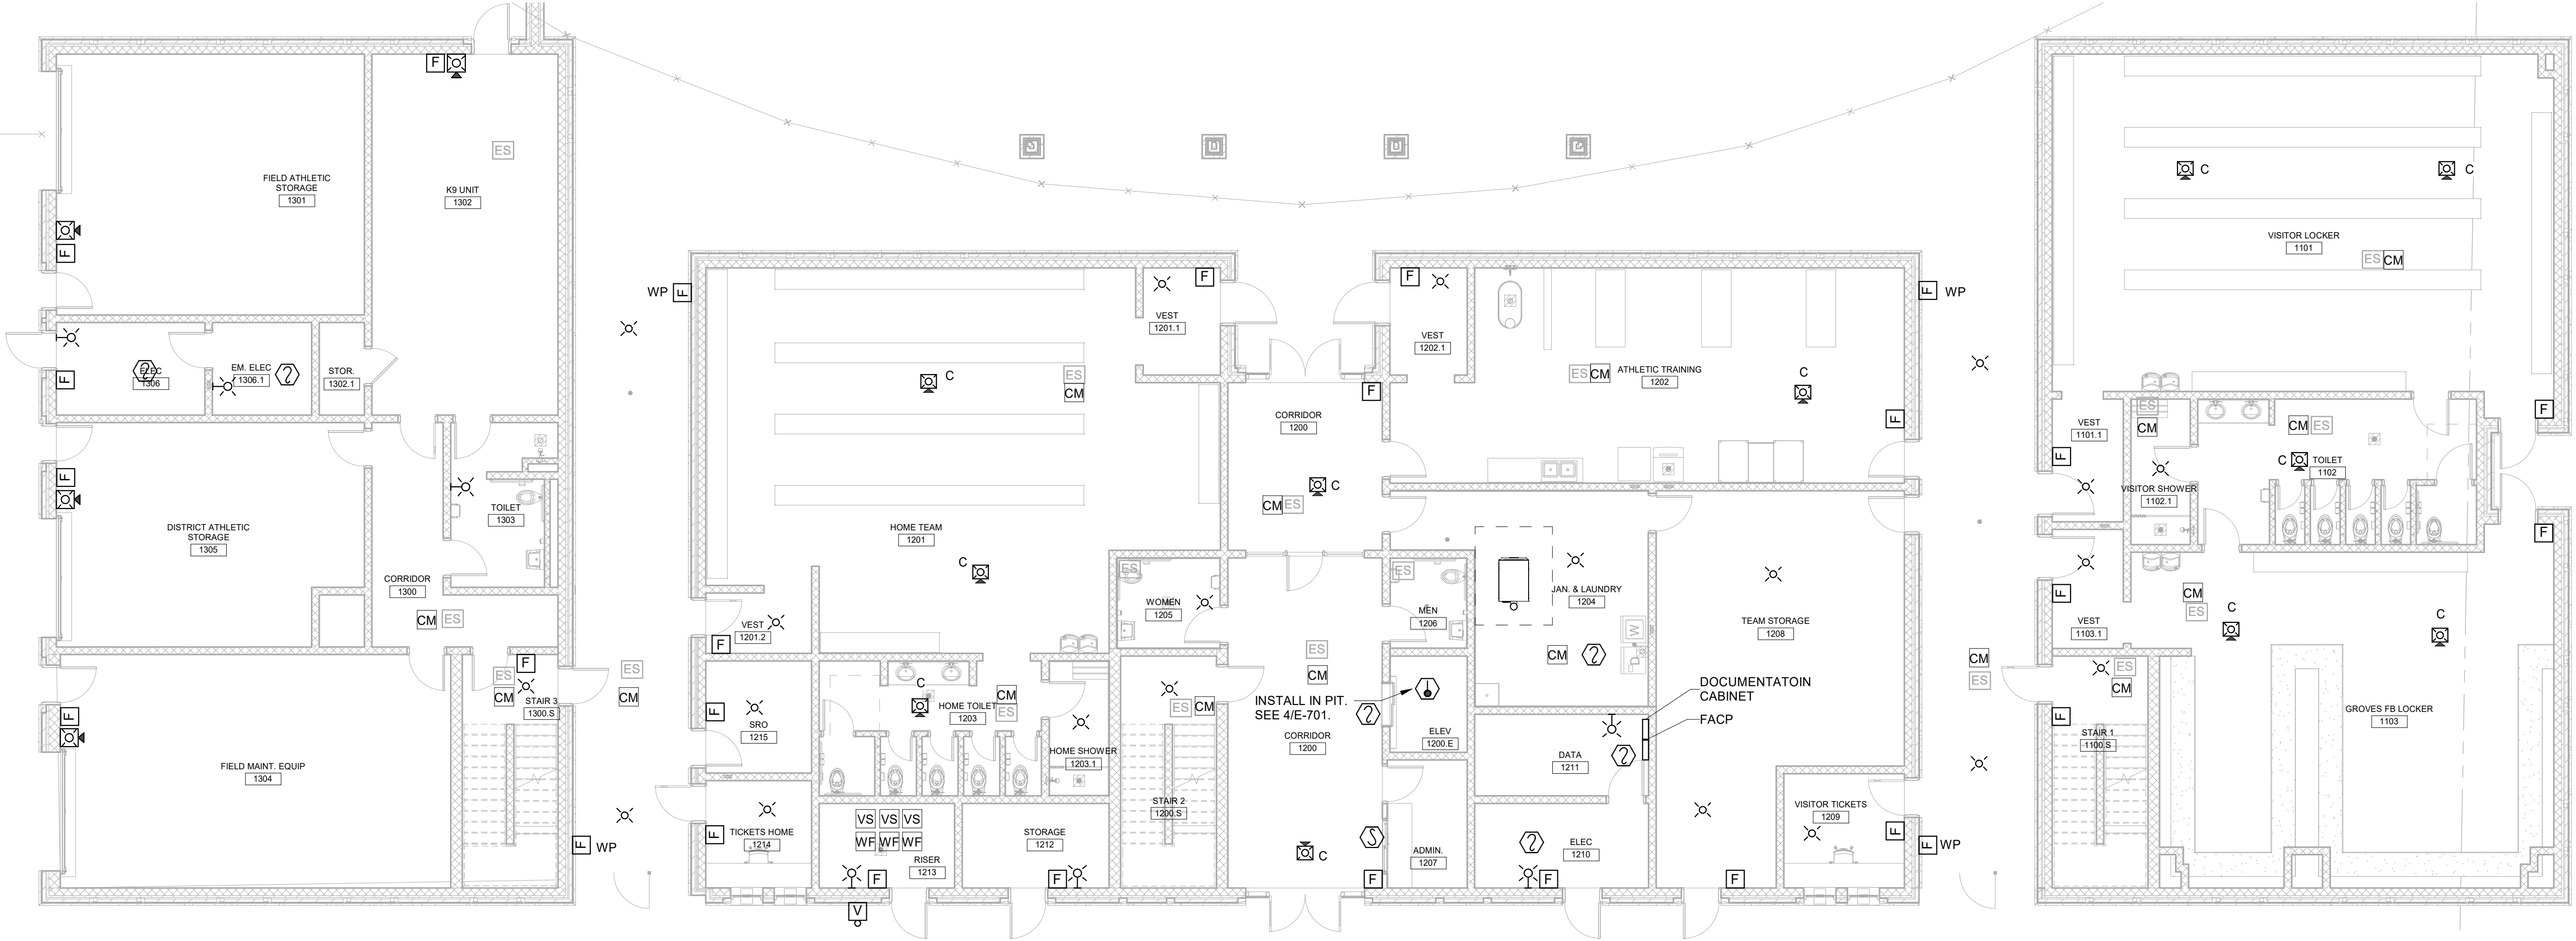 FIELD ATHLETIC
STORAGE
1301
F
F
K9 UNIT
1302
ES
ELEC
1306
F
EM. ELEC
1306.1
STOR.
1302.1
F
DISTRICT ATHLETIC
STORAGE
1305
TOILET
1303
CORRIDOR
1300
CM
ES
F
FIELD MAINT. EQUIP
1304
ES
F
CM
STAIR 3
1300.S
ES
CM
F
WP
WP
F
F
VEST
1201.1
C
ES
CM
HOME TEAM
1201
C
VEST
1201.2
F
F
SRO
1215
F
TICKETS HOME
1214
C
HOME TOILET
1203
CM
ES
HOME SHOWER
1203.1
VS
VS
VS
WF
WF
WF
RISER
1213
F
V
STORAGE
1212
F
ES
WOMEN
1205
ES
CM
STAIR 2
1200.S
F
VEST
1202.1
F
CORRIDOR
1200
C
CM
ES
ES
CM
INSTALL IN PIT.
SEE 4/E-701.
CORRIDOR
1200
C
F
ES
MEN
1206
ELEV
1200.E
ADMIN.
1207
S
ES
CM
ATHLETIC TRAINING
1202
C
F
F
WP
JAN. & LAUNDRY
1204
W
CM
TEAM STORAGE
1208
DOCUMENTATOIN
CABINET
FACP
DATA
1211
ELEC
1210
F
F
VISITOR TICKETS
1209
F
F
WP
CM
ES
C
C
VISITOR LOCKER
1101
ES
CM
VEST
1101.1
F
ES
CM
VISITOR SHOWER
1102.1
CM
ES
C
TOILET
1102
F
F
VEST
1103.1
F
CM
ES
C
C
ES
CM
F
STAIR 1
1100.S
GROVES FB LOCKER
1103